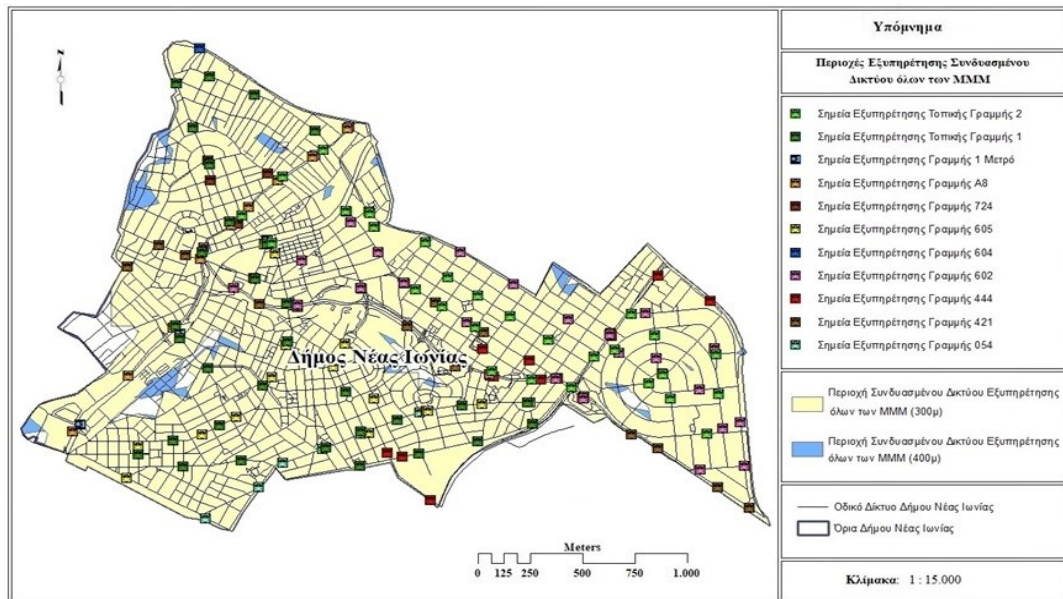 N
Δήμος Νέας Ιωνίας
Meters
0 125 250 500 750 1.000
Υπόμνημα
Περιοχές Εξυπηρέτησης Συνδυασμένου
Δικτύου όλων των ΜΜΜ
Σημεία Εξυπηρέτησης Τοπικής Γραμμής 2
Σημεία Εξυπηρέτησης Τοπικής Γραμμής 1
Σημεία Εξυπηρέτησης Γραμμής 1 Μετρό
Σημεία Εξυπηρέτησης Γραμμής Α8
Σημεία Εξυπηρέτησης Γραμμής 724
Σημεία Εξυπηρέτησης Γραμμής 605
Σημεία Εξυπηρέτησης Γραμμής 604
Σημεία Εξυπηρέτησης Γραμμής 602
Σημεία Εξυπηρέτησης Γραμμής 444
Σημεία Εξυπηρέτησης Γραμμής 421
Σημεία Εξυπηρέτησης Γραμμής 054
Περιοχή Συνδυασμένου Δικτύου Εξυπηρέτησης
όλων των ΜΜΜ (300μ)
Περιοχή Συνδυασμένου Δικτύου Εξυπηρέτησης
όλων των ΜΜΜ (400μ)
Οδικό Δίκτυο Δήμου Νέας Ιωνίας
Όρια Δήμου Νέας Ιωνίας
Κλίμακα: 1 : 15.000